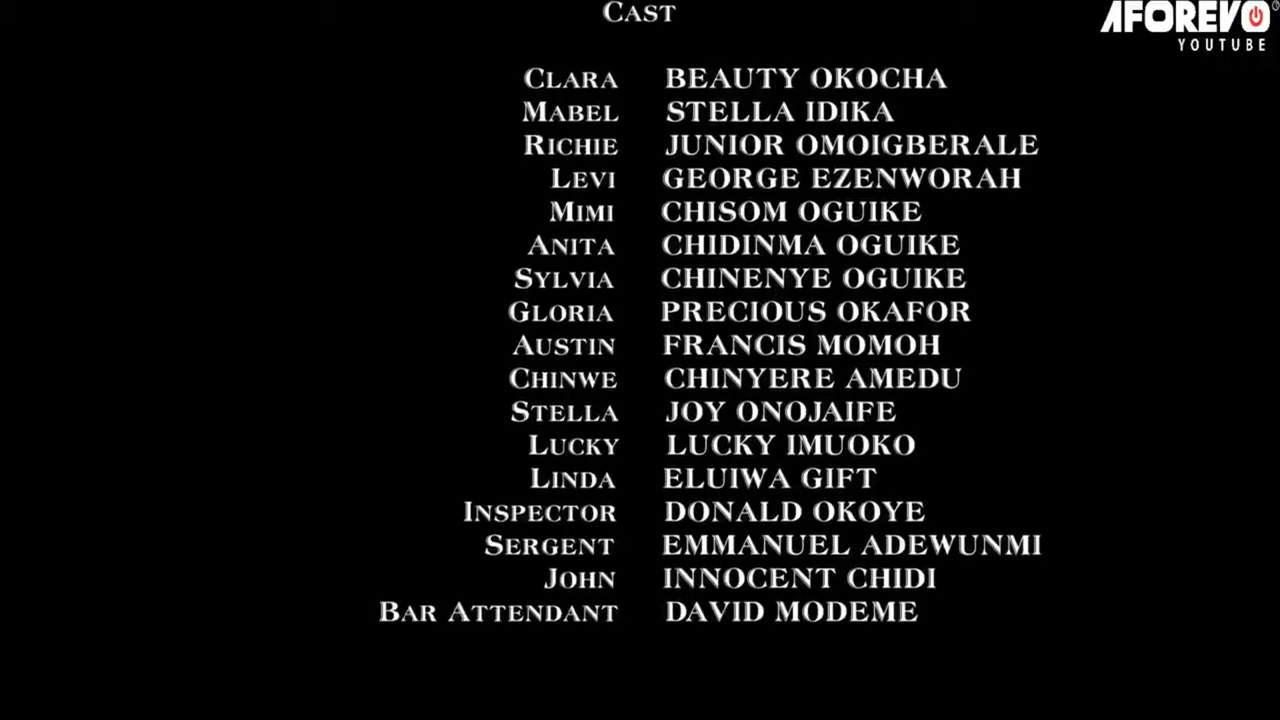 Cast
AFOREVO
YOUTUBE
Clara BEAUTY OKOCHA
Mabel STELLA IDIKA
Richie JUNIOR OMOIGBERALE
Levi GEORGE EZENWORAH
Mimi CHISOM OGUIKE
Anita CHIDINMA OGUIKE
Sylvia CHINENYE OGUIKE
Gloria PRECIOUS OKAFOR
Austin FRANCIS MOMOH
Chinwe CHINYERE AMEDU
Stella JOY ONOJAIFE
Lucky LUCKY IMUOKO
Linda ELUIWA GIFT
Inspector DONALD OKOYE
Sergent EMMANUEL ADEWUNMI
John INNOCENT CHIDI
Bar Attendant DAVID MODEME